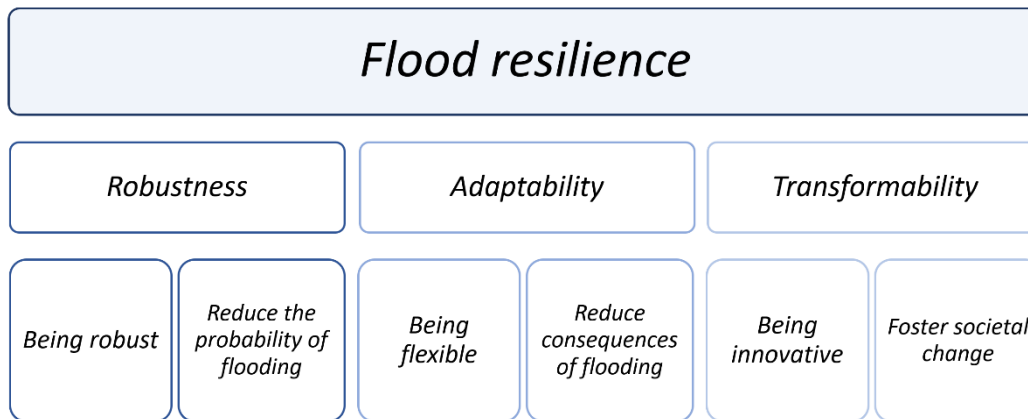 Flood resilience
Robustness
Adaptability
Transformability
Being robust
Reduce the
probability of
flooding
Being
flexible
Reduce
consequences
of flooding
Being
innovative
Foster societal
change